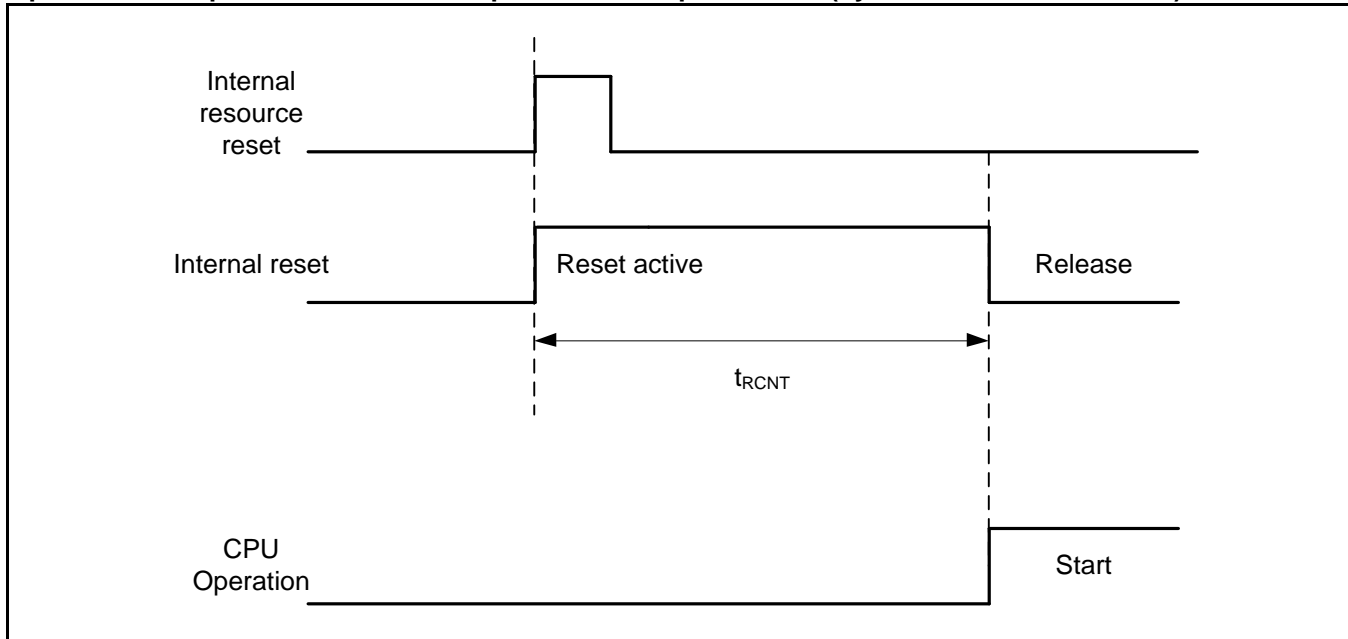 Internal
resource
reset
Internal reset
Reset active
Release
tRCNT
CPU
Operation
Start